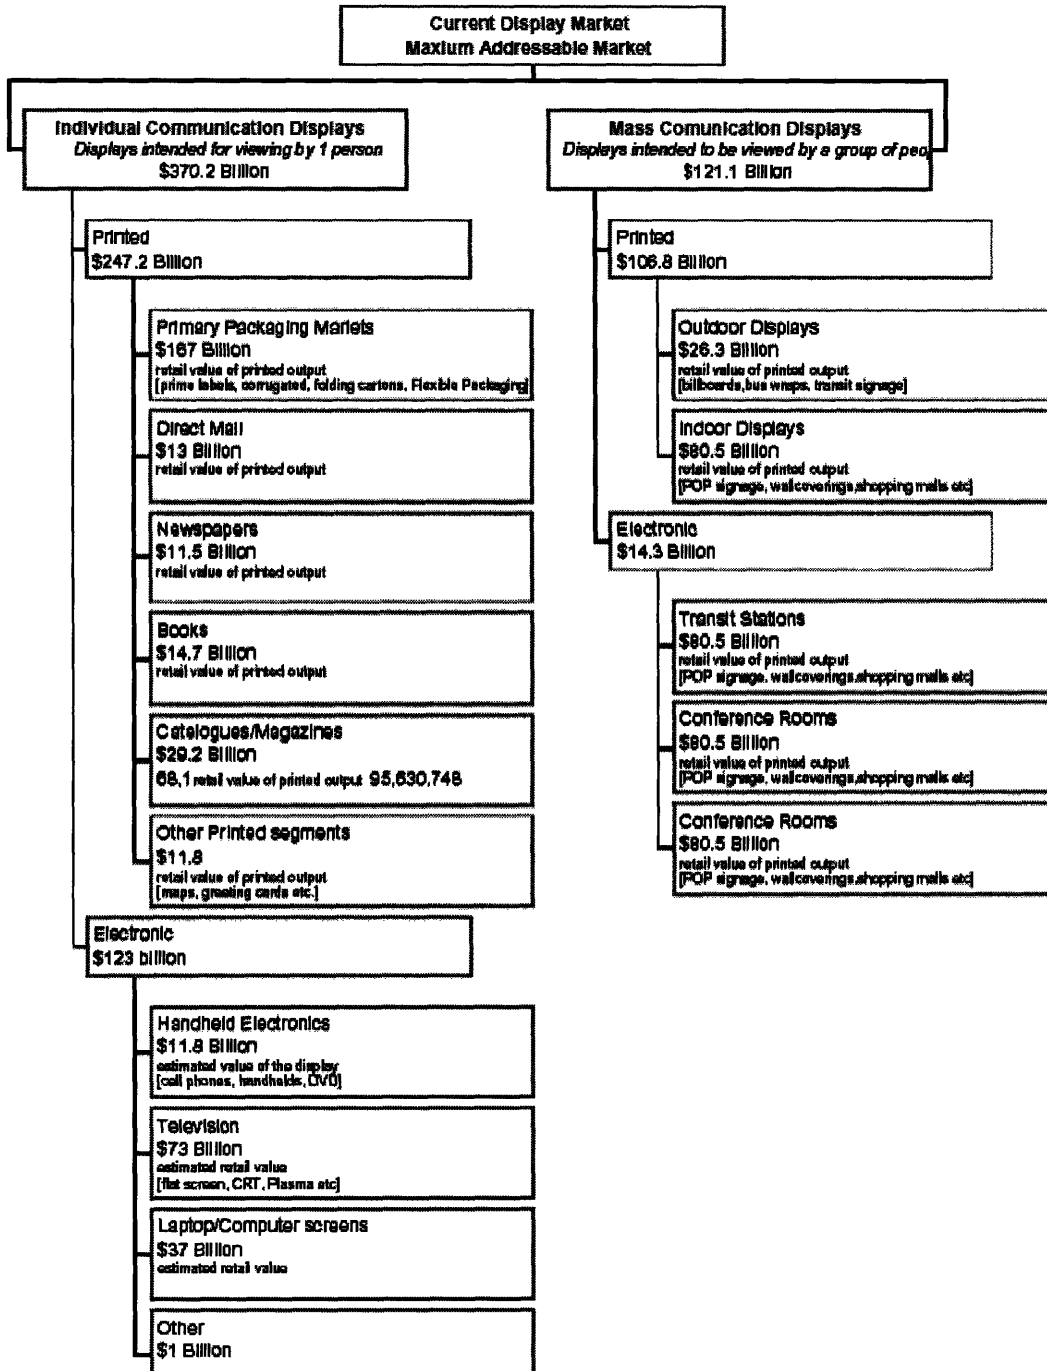 Current Display Market
Maxium Addressable Market
Individual Communication Displays
Displays intended for viewing by 1 person
$370.2 Billion
Printed
$247.2 Billion
Primary Packaging Markets
$167 Billion
retail value of printed output
[prime labels, corrugated, folding cartons, Flexible Packaging]
Direct Mail
$13 Billion
retail value of printed output
Newspapers
$11.5 Billion
retail value of printed output
Books
$14.7 Billion
retail value of printed output
Catalogues/Magazines
$29.2 Billion
68,1 retail value of printed output 95,630,748
Other Printed segments
$11.8
retail value of printed output
[maps, greeting cards etc.]
Electronic
$123 billion
Handheld Electronics
$11.8 Billion
estimated value of the display
[cell phones, handhelds, DVD]
Television
$73 Billion
estimated retail value
[flat screen, CRT, Plasma etc]
Laptop/Computer screens
$37 Billion
estimated retail value
Other
$1 Billion
Mass Comunication Displays
Displays intended to be viewed by a group of peop
$121.1 Billion
Printed
$106.8 Billion
Outdoor Displays
$26.3 Billion
retail value of printed output
[billboards,bus wraps, transit signage]
Indoor Displays
$80.5 Billion
retail value of printed output
[POP signage, wallcoverings,shopping malls etc]
Electronic
$14.3 Billion
Transit Stations
$80.5 Billion
retail value of printed output
[POP signage, wallcoverings,shopping malls etc]
Conference Rooms
$80.5 Billion
retail value of printed output
[POP signage, wallcoverings,shopping malls etc]
Conference Rooms
$80.5 Billion
retail value of printed output
[POP signage, wallcoverings,shopping malls etc]